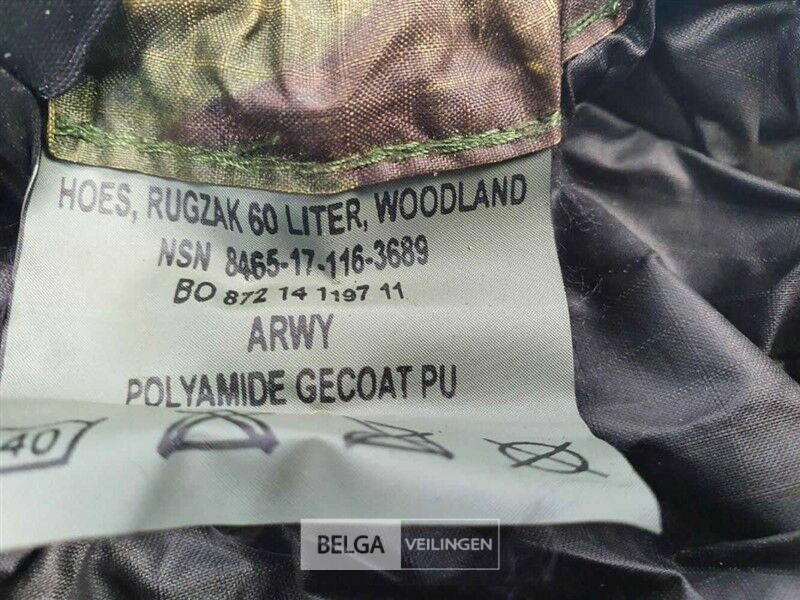 HOES, RUGZAK 60 LITER, WOODLAND
NSN 8465-17-116-3689
BO 872 14 1197 11
ARWY
POLYAMIDE GECOAT PU
40
BELGA VEILINGEN